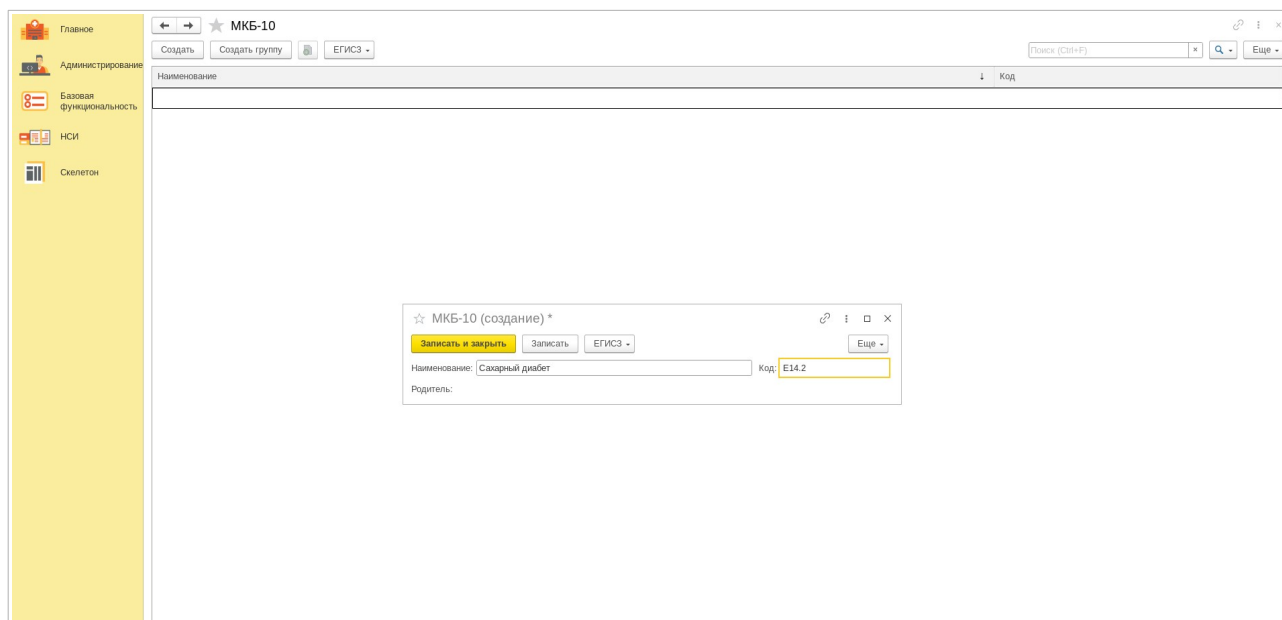 Главное
Администрирование
Базовая
функциональность
НСИ
Скелетон
МКБ-10
Создать Создать группу ЕГИСЗ Поиск (Ctrl+F) Еще
Наименование Код
МКБ-10 (создание) *
Записать и закрыть Записать ЕГИСЗ Еще
Наименование: Сахарный диабет Код: E14.2
Родитель: